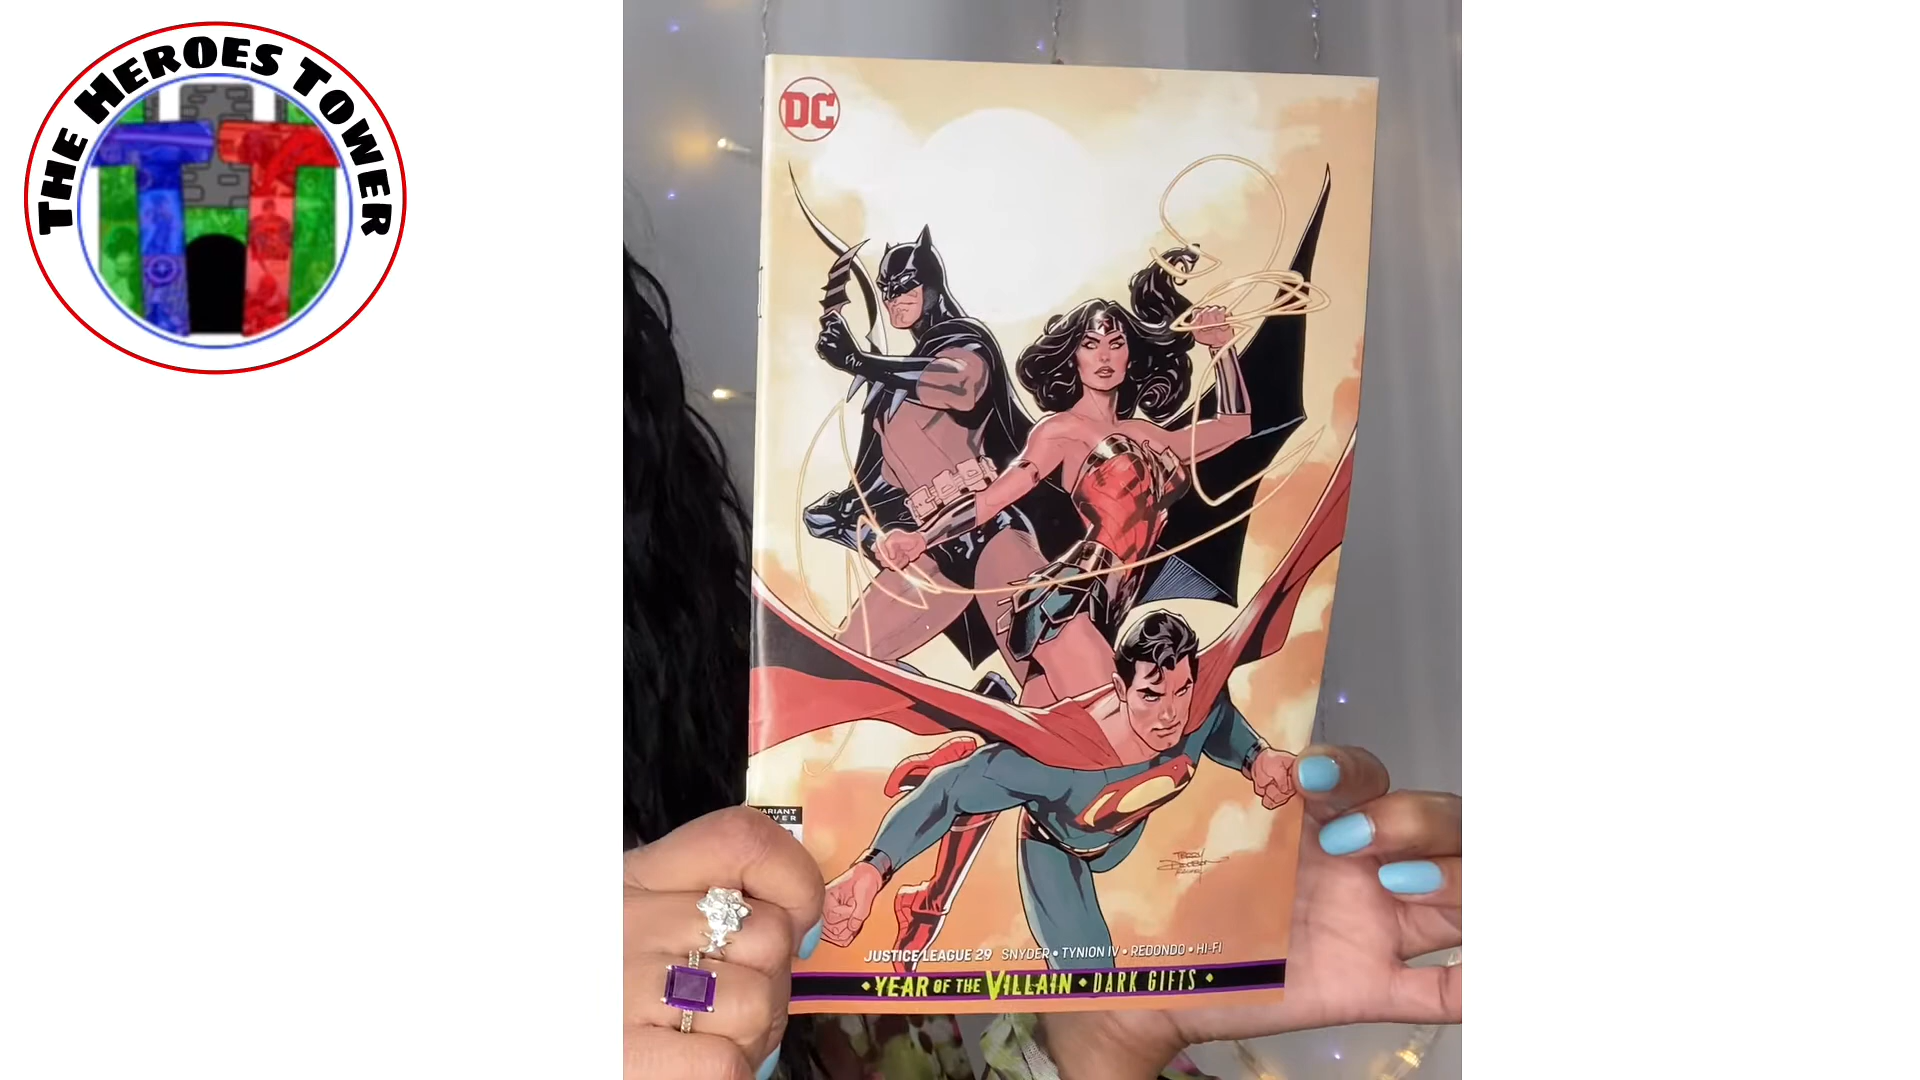 THE HEROES TOWER
DC
JUSTICE LEAGUE 29 SNYDER • TYNION IV • REDONDO • HI-FI
• YEAR OF THE VILLAIN • DARK GIFTS •